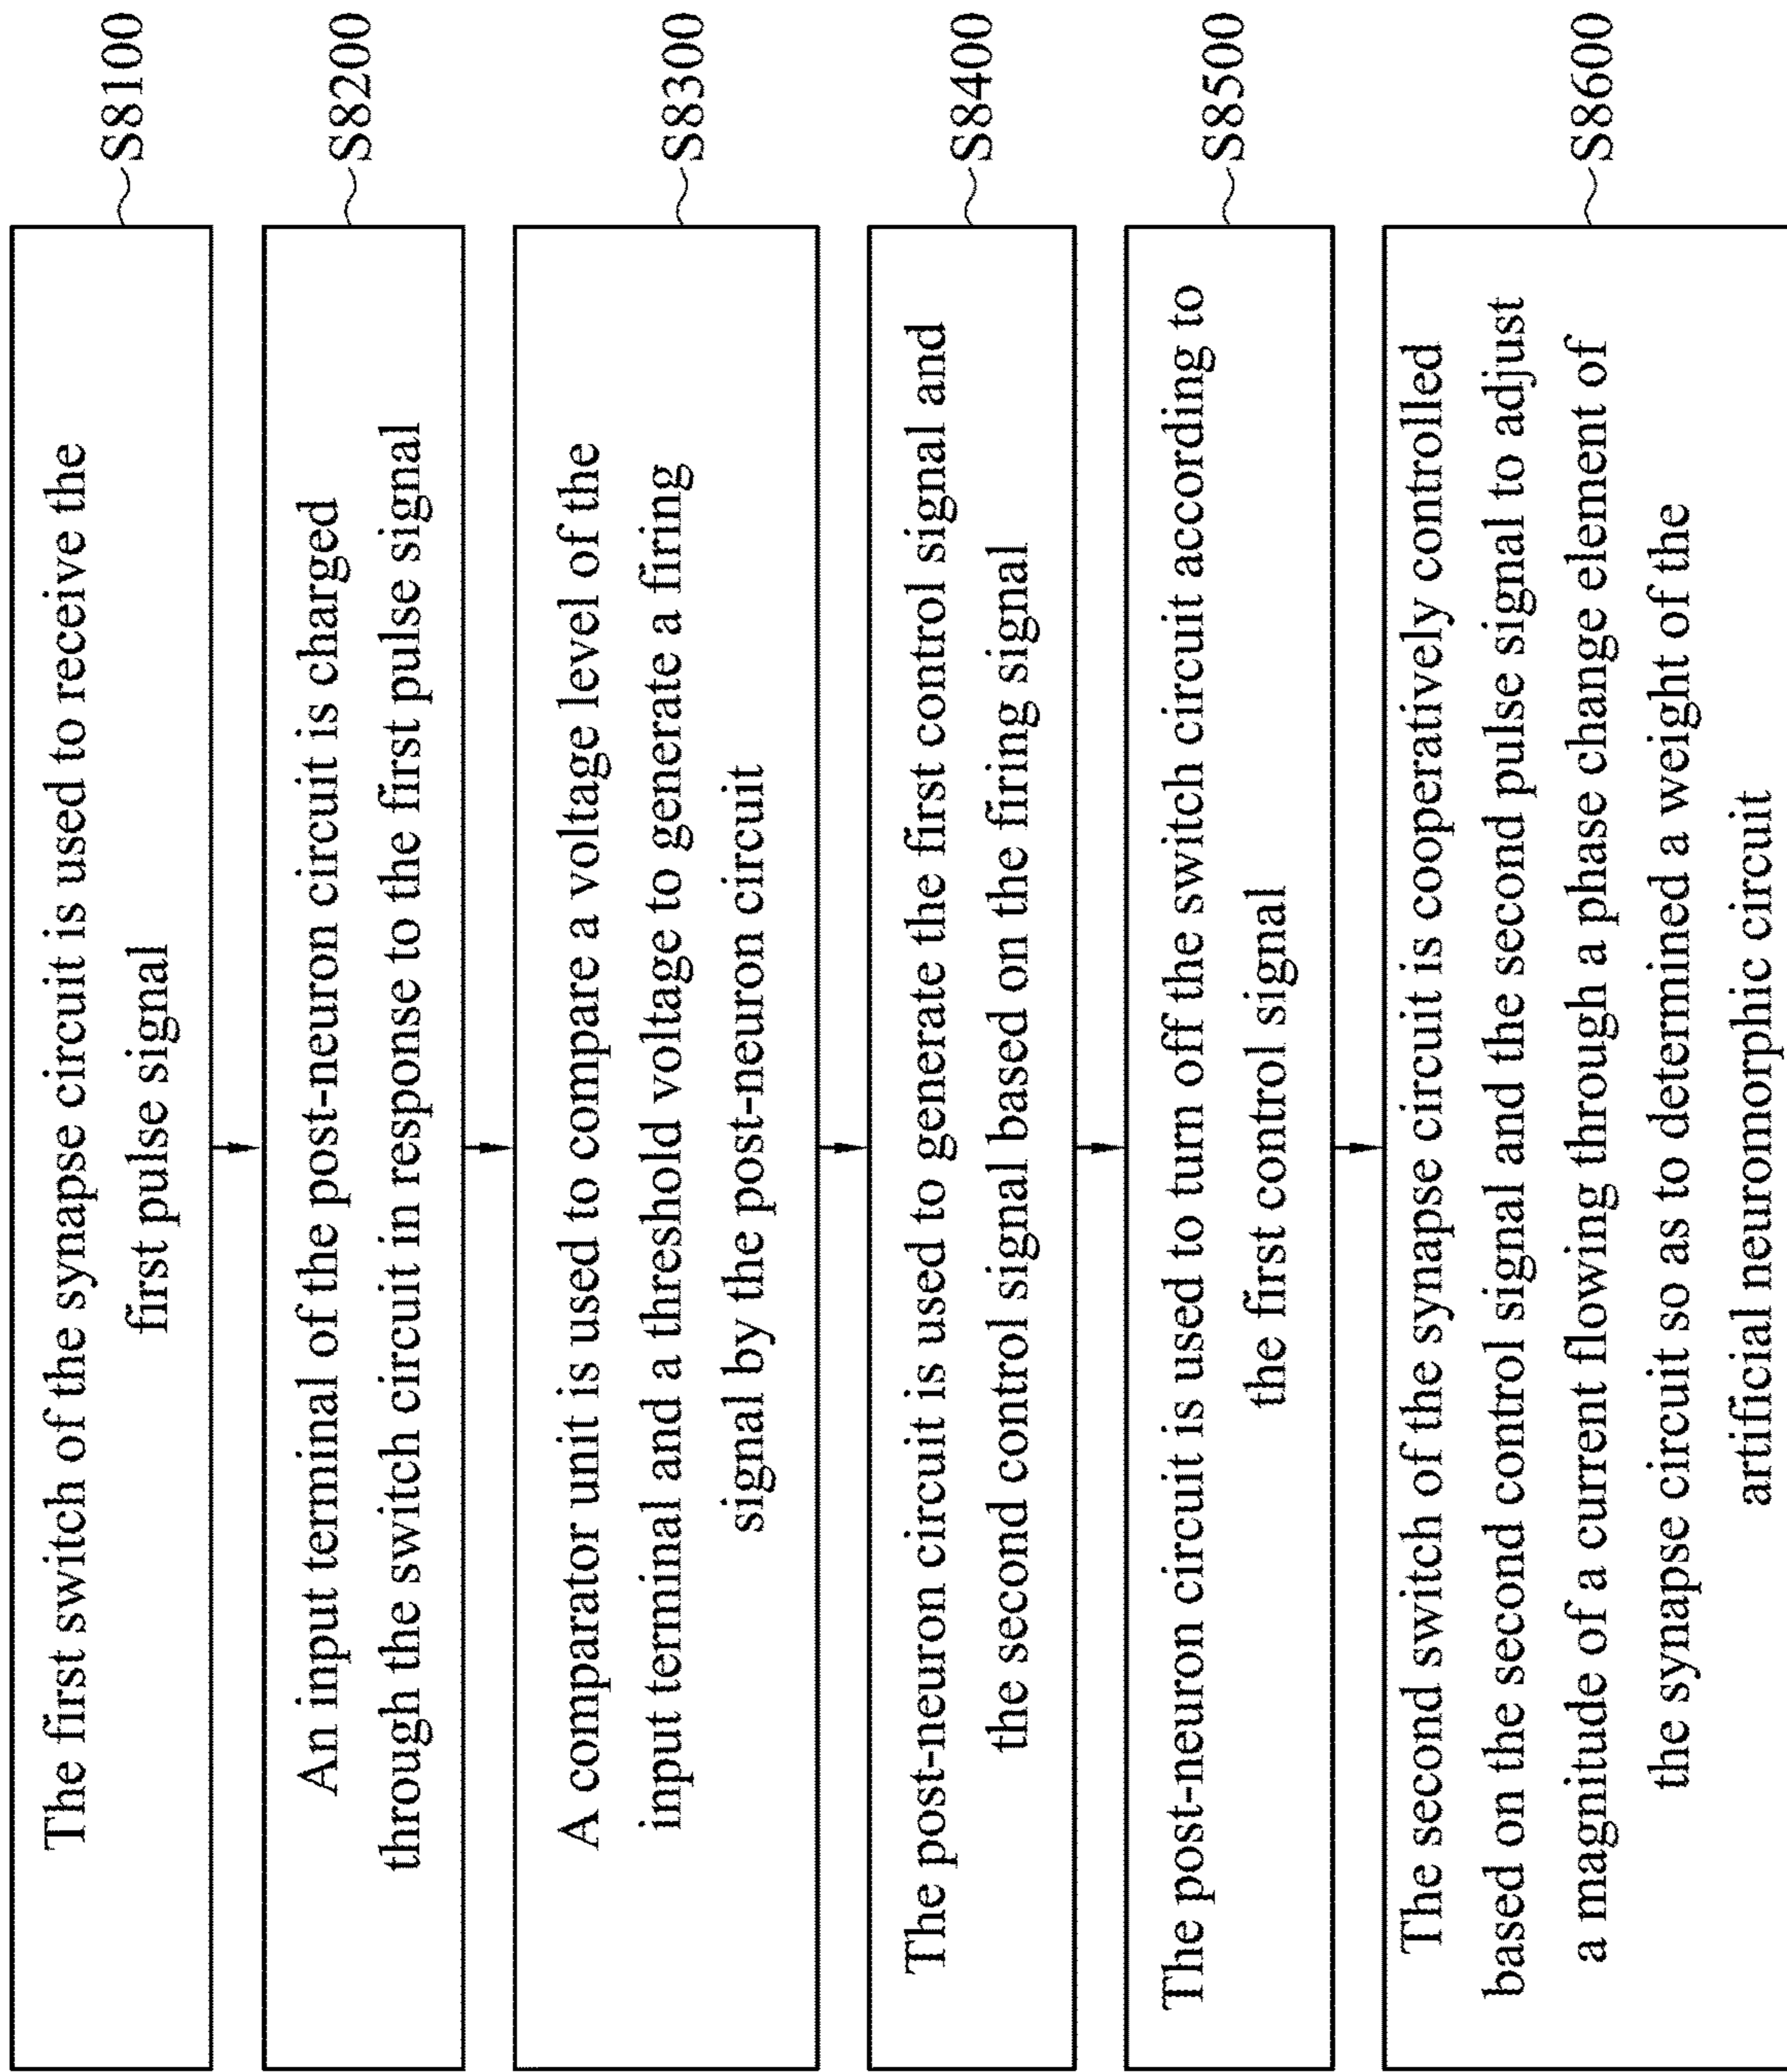 The first switch of the synapse circuit is used to receive the
first pulse signal
S8100
An input terminal of the post-neuron circuit is charged
through the switch circuit in response to the first pulse signal
S8200
A comparator unit is used to compare a voltage level of the
input terminal and a threshold voltage to generate a firing
signal by the post-neuron circuit
S8300
The post-neuron circuit is used to generate the first control signal and
the second control signal based on the firing signal
S8400
The post-neuron circuit is used to turn off the switch circuit according to
the first control signal
S8500
The second switch of the synapse circuit is cooperatively controlled
based on the second control signal and the second pulse signal to adjust
a magnitude of a current flowing through a phase change element of
the synapse circuit so as to determined a weight of the
artificial neuromorphic circuit
S8600